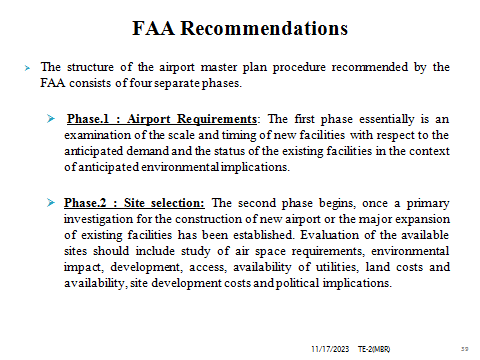 FAA Recommendations
The structure of the airport master plan procedure recommended by the
FAA consists of four separate phases.
Phase.1 : Airport Requirements: The first phase essentially is an
examination of the scale and timing of new facilities with respect to the
anticipated demand and the status of the existing facilities in the context
of anticipated environmental implications.
Phase.2 : Site selection: The second phase begins, once a primary
investigation for the construction of new airport or the major expansion
of existing facilities has been established. Evaluation of the available
sites should include study of air space requirements, environmental
impact, development, access, availability of utilities, land costs and
availability, site development costs and political implications.
11/17/2023 TE-2(MBR) 39